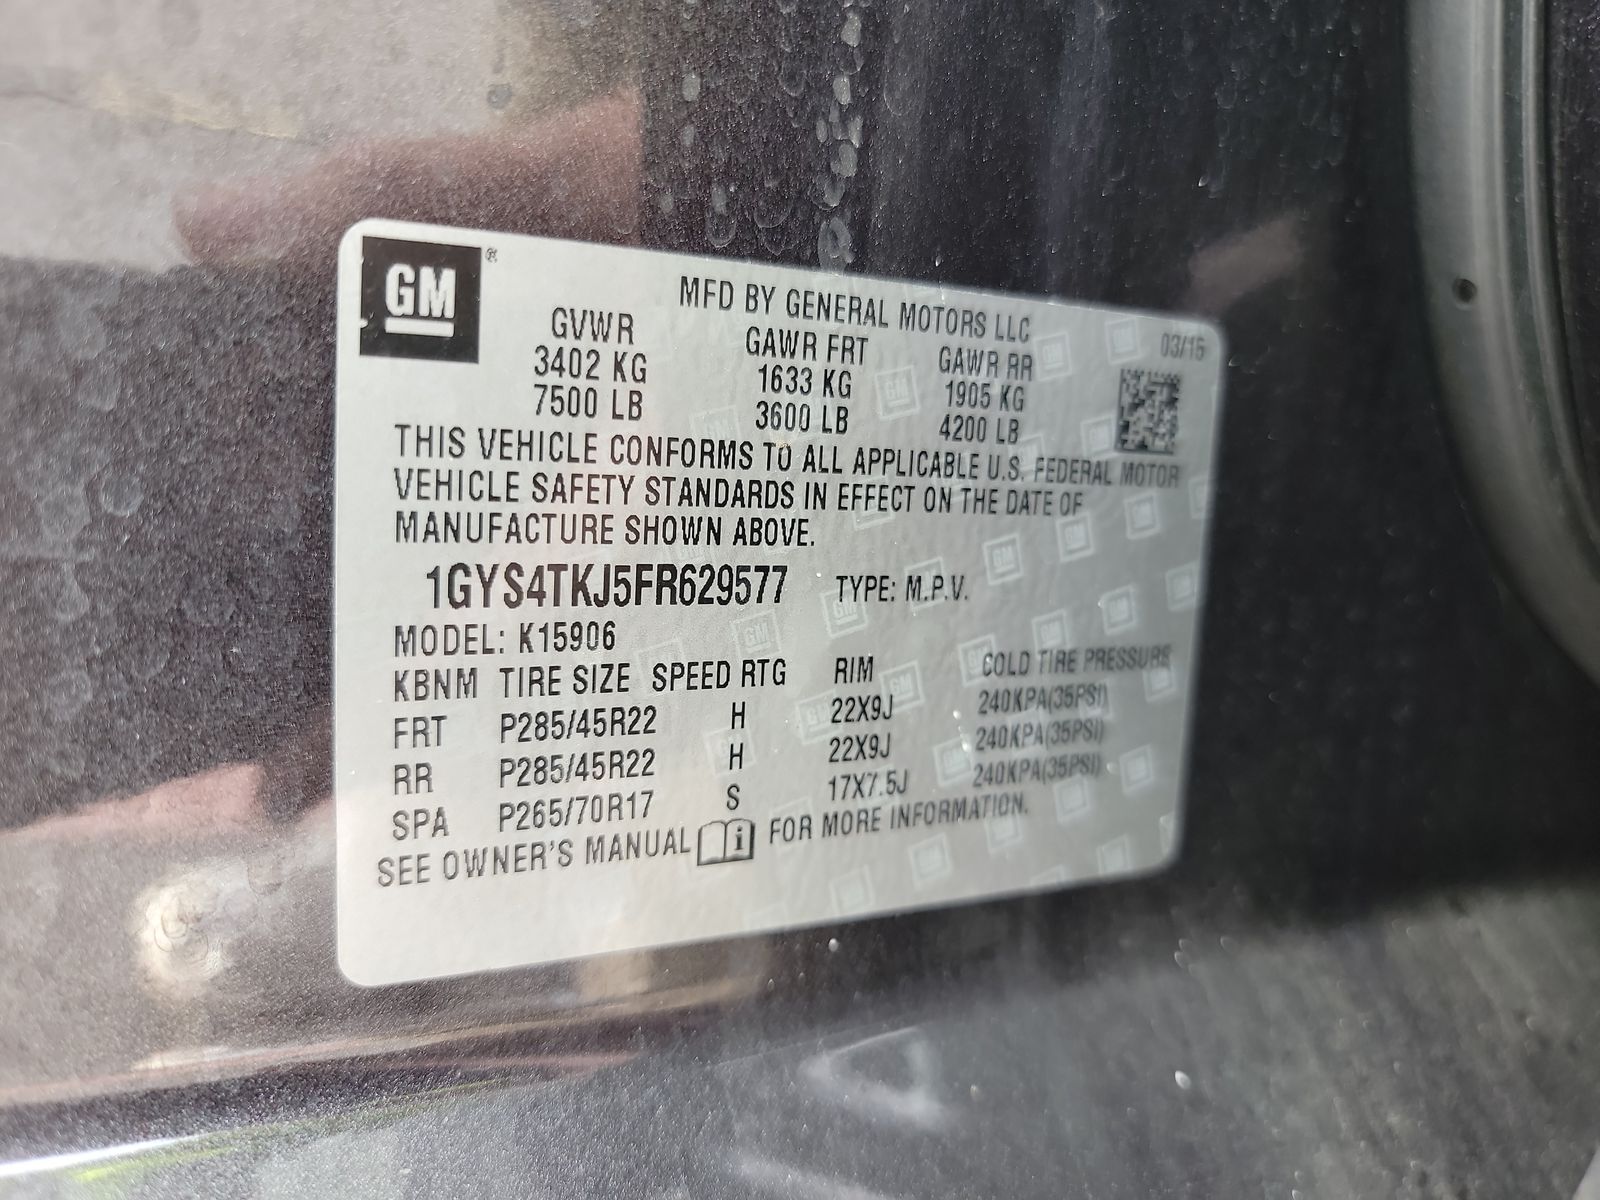 GM ®
MFD BY GENERAL MOTORS LLC
03/15
GVWR GAWR FRT GAWR RR
3402 KG 1633 KG 1905 KG
7500 LB 3600 LB 4200 LB
THIS VEHICLE CONFORMS TO ALL APPLICABLE U.S. FEDERAL MOTOR
VEHICLE SAFETY STANDARDS IN EFFECT ON THE DATE OF
MANUFACTURE SHOWN ABOVE.
1GYS4TKJ5FR629577 TYPE: M.P.V.
MODEL: K15906
KBNM TIRE SIZE SPEED RTG RIM COLD TIRE PRESSURE
FRT P285/45R22 H 22X9J 240KPA(35PSI)
RR P285/45R22 H 22X9J 240KPA(35PSI)
SPA P265/70R17 S 17X7.5J 240KPA(35PSI)
SEE OWNER'S MANUAL i FOR MORE INFORMATION.